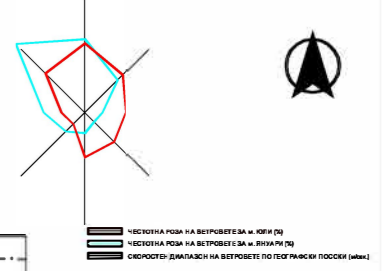 ЧЕСТОТНА РОЗА НА ВЕТРОВЕТЕ ЗА м. ЮЛИ [%]
ЧЕСТОТНА РОЗА НА ВЕТРОВЕТЕ ЗА м. ЯНУАРИ [%]
СКОРОСТЕН ДИАПАЗОН НА ВЕТРОВЕТЕ ПО ГЕОГРАФСКИ ПОСОКИ [м/сек.]